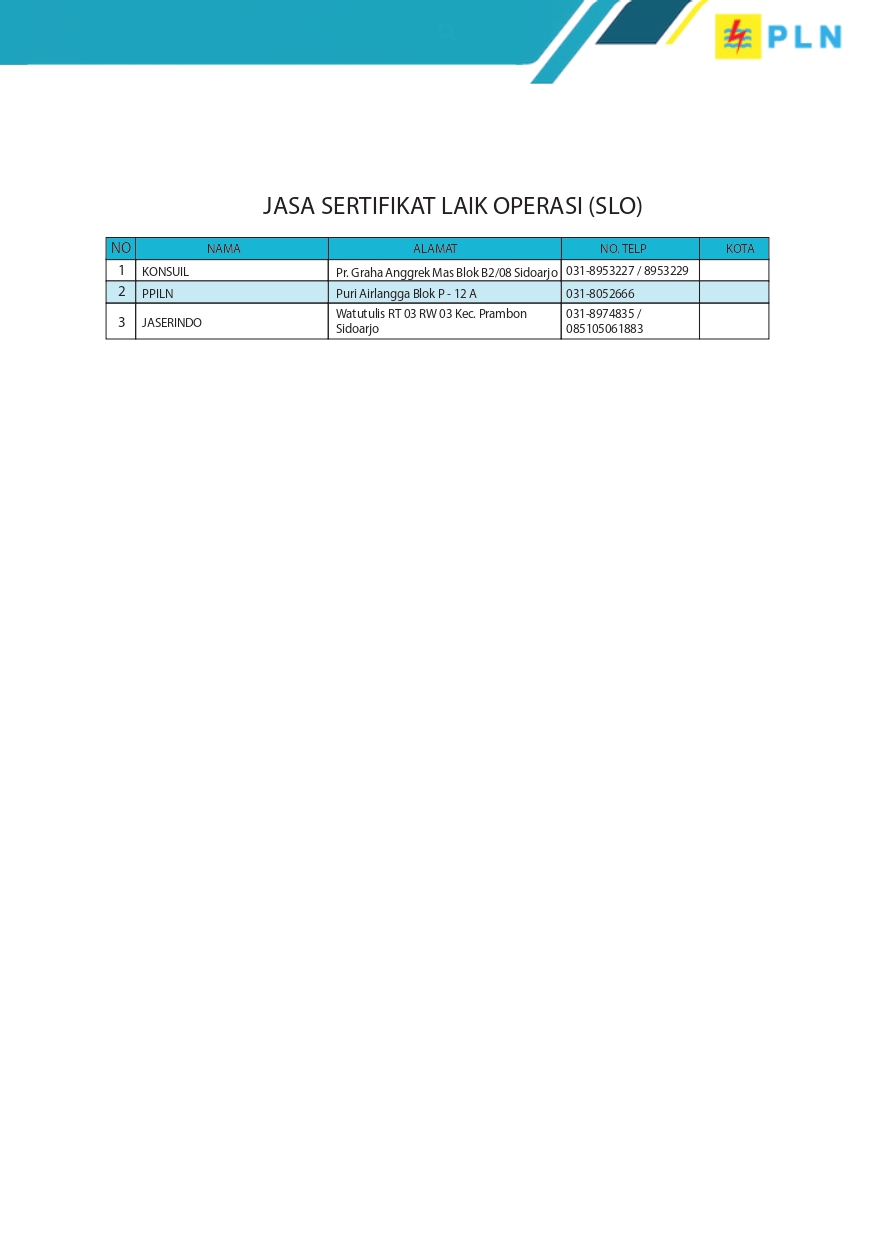 PLN
JASA SERTIFIKAT LAIK OPERASI (SLO)
NO NAMA ALAMAT NO. TELP KOTA
1 KONSUIL Pr. Graha Anggrek Mas Blok B2/08 Sidoarjo 031-8953227 / 8953229
2 PPILN Puri Airlangga Blok P - 12 A 031-8052666
3 JASERINDO Watutulis RT 03 RW 03 Kec. Prambon
Sidoarjo
031-8974835 /
085105061883